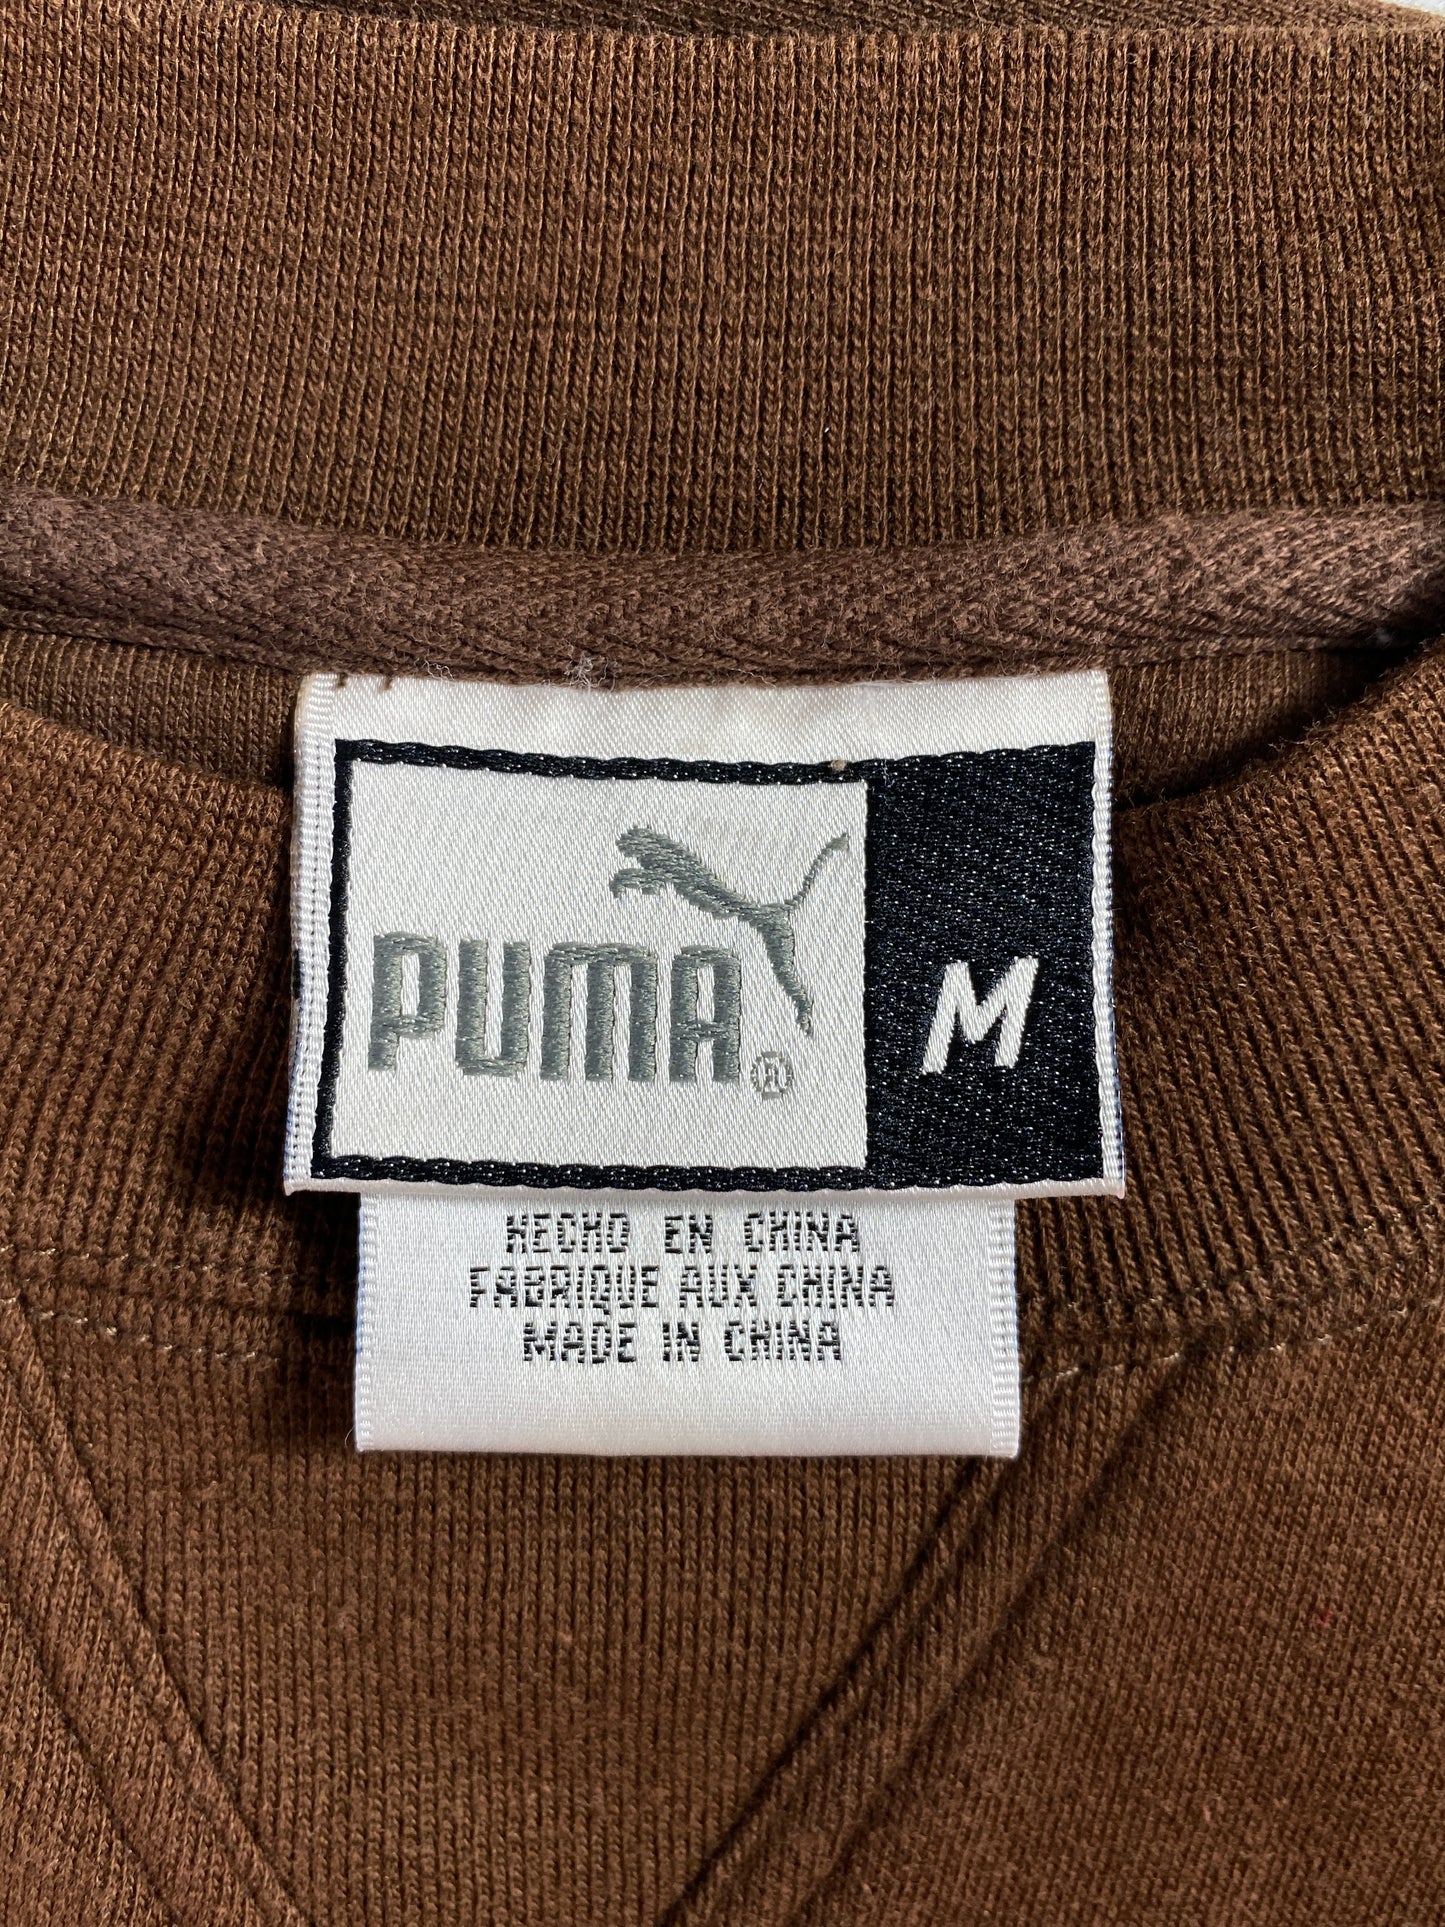 PUMA® M
HECHO EN CHINA
FABRIQUE AUX CHINA
MADE IN CHINA